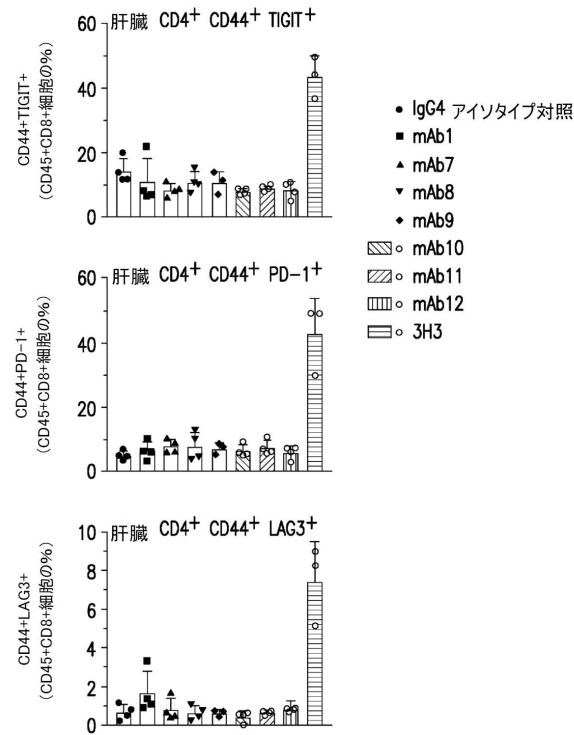 肝臓 CD4+ CD44+ TIGIT+
CD44+TIGIT+
(CD45+CD8+細胞の%)
60
40
20
10
0
IgG4 アイソタイプ対照
mAb1
mAb7
mAb8
mAb9
mAb10
mAb11
mAb12
3H3
肝臓 CD4+ CD44+ PD-1+
CD44+PD-1+
(CD45+CD8+細胞の%)
60
40
20
10
0
肝臓 CD4+ CD44+ LAG3+
CD44+LAG3+
(CD45+CD8+細胞の%)
10
8
6
4
2
1
0